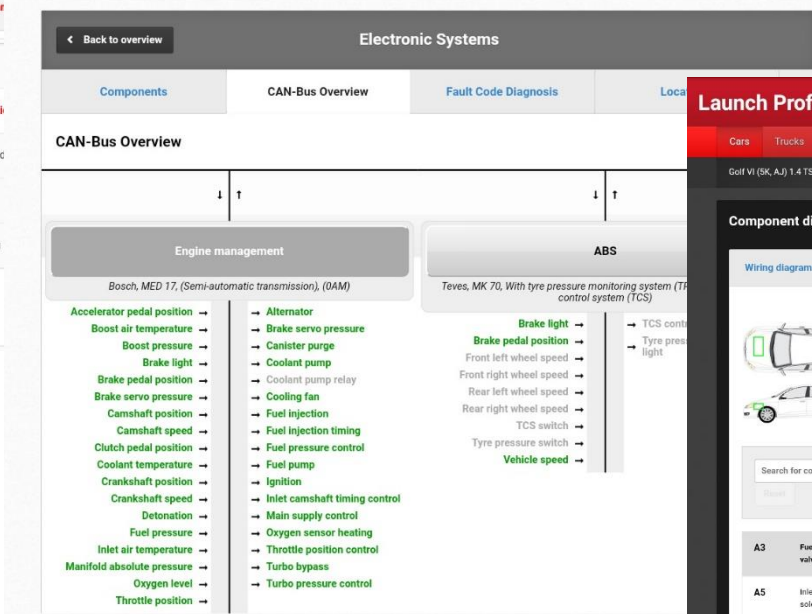 Back to overview
Electronic Systems
Components
CAN-Bus Overview
Fault Code Diagnosis
CAN-Bus Overview
↓ ↑
↓ ↑
Engine management
Bosch, MED 17, (Semi-automatic transmission), (0AM)
Accelerator pedal position →
Boost air temperature →
Boost pressure →
Brake light →
Brake pedal position →
Brake servo pressure →
Camshaft position →
Camshaft speed →
Clutch pedal position →
Coolant temperature →
Crankshaft position →
Crankshaft speed →
Detonation →
Fuel pressure →
Inlet air temperature →
Manifold absolute pressure →
Oxygen level →
Throttle position →
→ Alternator
→ Brake servo pressure
→ Canister purge
→ Coolant pump
→ Coolant pump relay
→ Cooling fan
→ Fuel injection
→ Fuel injection timing
→ Fuel pressure control
→ Fuel pump
→ Ignition
→ Inlet camshaft timing control
→ Main supply control
→ Oxygen sensor heating
→ Throttle position control
→ Turbo bypass
→ Turbo pressure control
ABS
Teves, MK 70, With tyre pressure monitoring system
control system (TCS)
Brake light →
Brake pedal position →
Front left wheel speed →
Front right wheel speed →
Rear left wheel speed →
Rear right wheel speed →
TCS switch →
Tyre pressure switch →
Vehicle speed →
→ TCS
→ Tyre
light
Launch
Cars
Trucks
Golf VI (5K, AJ) 1.4
Component
Wiring diagram
Search for
Reset
A3
A5